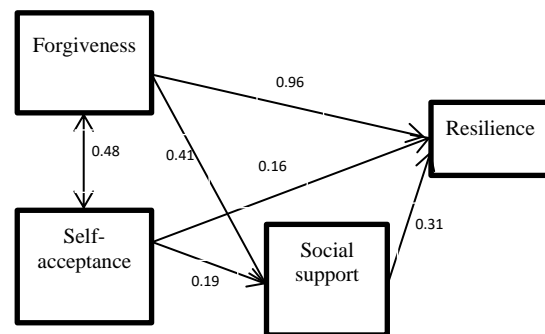 Forgiveness
0.96
Resilience
0.48
0.41
0.16
Self-
acceptance
Social
support
0.31
0.19